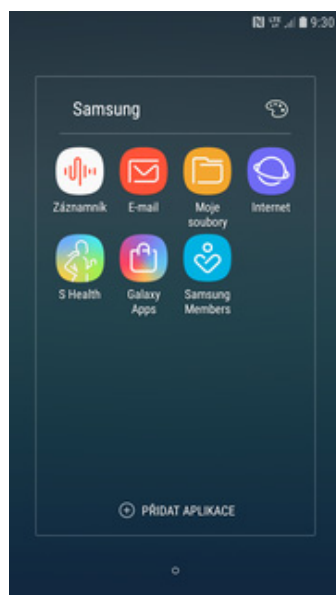 9:30
Samsung
Záznamník
E-mail
Moje
soubory
Internet
S Health
Galaxy
Apps
Samsung
Members
PŘIDAT APLIKACE